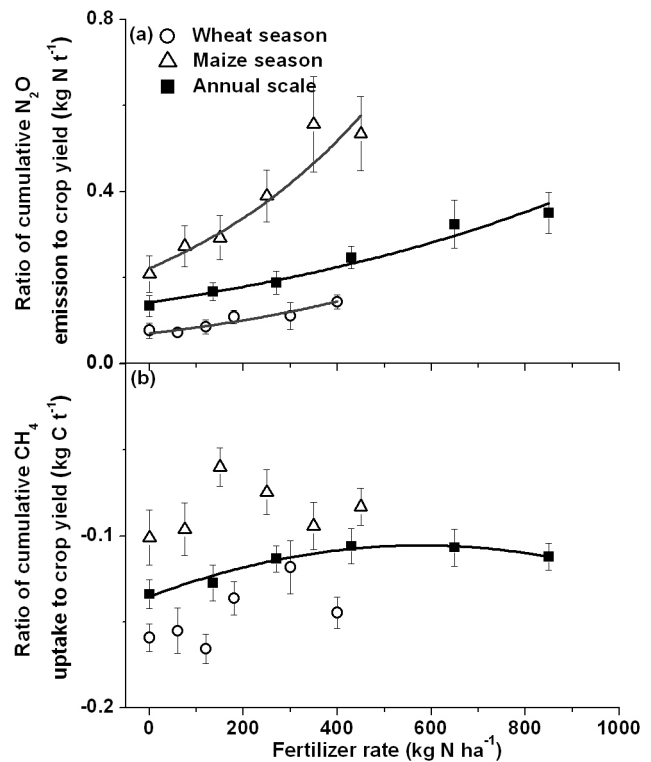 (a)
Wheat season
Maize season
Annual scale
Ratio of cumulative N₂O
emission to crop yield (kg N t⁻¹)
0.8
0.4
0.0
(b)
Ratio of cumulative CH₄
uptake to crop yield (kg C t⁻¹)
-0.1
-0.2
0 200 400 600 800 1000
Fertilizer rate (kg N ha⁻¹)